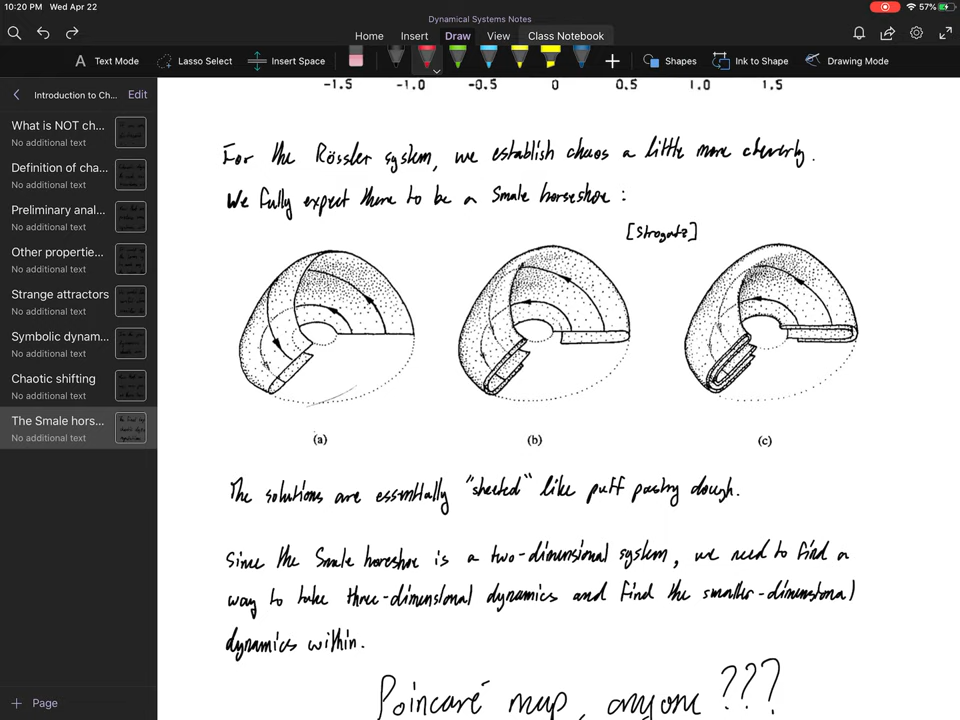 10:20 PM Wed Apr 22
57%
Dynamical Systems Notes
Home Insert Draw View Class Notebook
Text Mode Lasso Select Insert Space Shapes Ink to Shape Drawing Mode
Introduction to Ch... Edit
What is NOT ch...
No additional text
Definition of cha...
No additional text
Preliminary anal...
No additional text
Other propertie...
No additional text
Strange attractors
No additional text
Symbolic dynam...
No additional text
Chaotic shifting
No additional text
The Smale hors...
No additional text
Page
-1.5 -1.0 -0.5 0 0.5 1.0 1.5
For the Rössler system, we establish chaos a little more cleverly.
We fully expect there to be a Smale horseshoe:
[Strogatz]
(a) (b) (c)
The solutions are essentially "sheeted" like puff pastry dough.
Since the Smale horseshoe is a two-dimensional system, we need to find a
way to take three-dimensional dynamics and find the smaller-dimensional
dynamics within.
Poincaré map, anyone ???